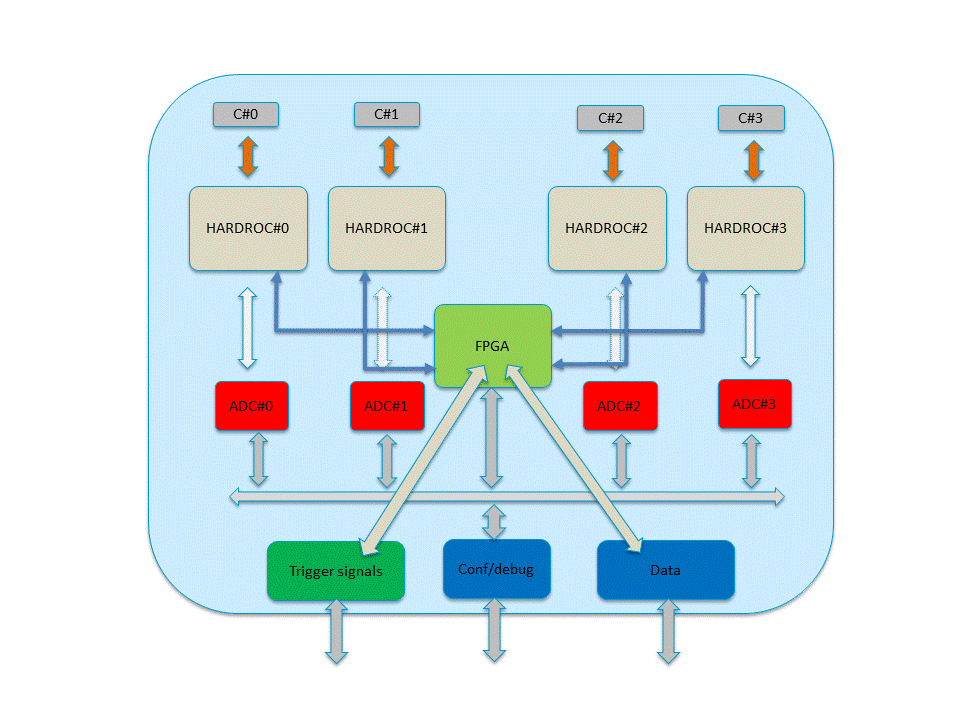 C#0
C#1
C#2
C#3
HARDROC#0
HARDROC#1
HARDROC#2
HARDROC#3
FPGA
ADC#0
ADC#1
ADC#2
ADC#3
Trigger signals
Conf/debug
Data